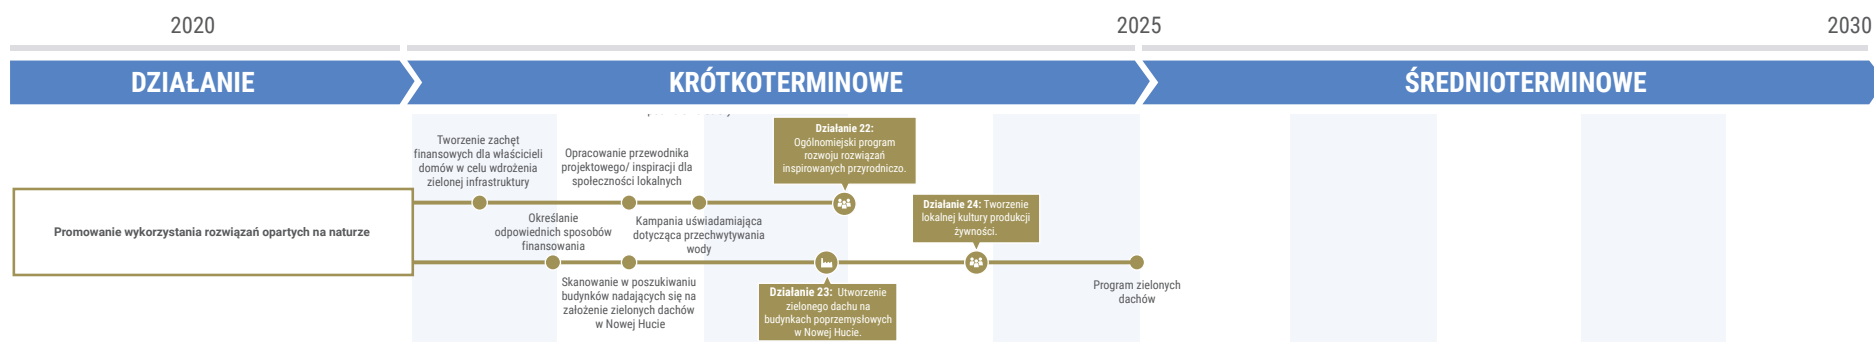 2020
2025
2030
DZIAŁANIE
KRÓTKOTERMINOWE
ŚREDNIOTERMINOWE
Tworzenie zachęt
finansowych dla właścicieli
domów w celu wdrożenia
zielonej infrastruktury
Opracowanie przewodnika
projektowego/ inspiracji dla
społeczności lokalnych
Działanie 22:
Ogólnomiejski program
rozwoju rozwiązań
inspirowanych przyrodniczo.
Działanie 24: Tworzenie
lokalnej kultury produkcji
żywności.
Promowanie wykorzystania rozwiązań opartych na naturze
Określanie
odpowiednich sposobów
finansowania
Kampania uświadamiająca
dotycząca przechwytywania
wody
Skanowanie w poszukiwaniu
budynków nadających się na
założenie zielonych dachów
w Nowej Hucie
Działanie 23: Utworzenie
zielonego dachu na
budynkach poprzemysłowych
w Nowej Hucie.
Program zielonych
dachów